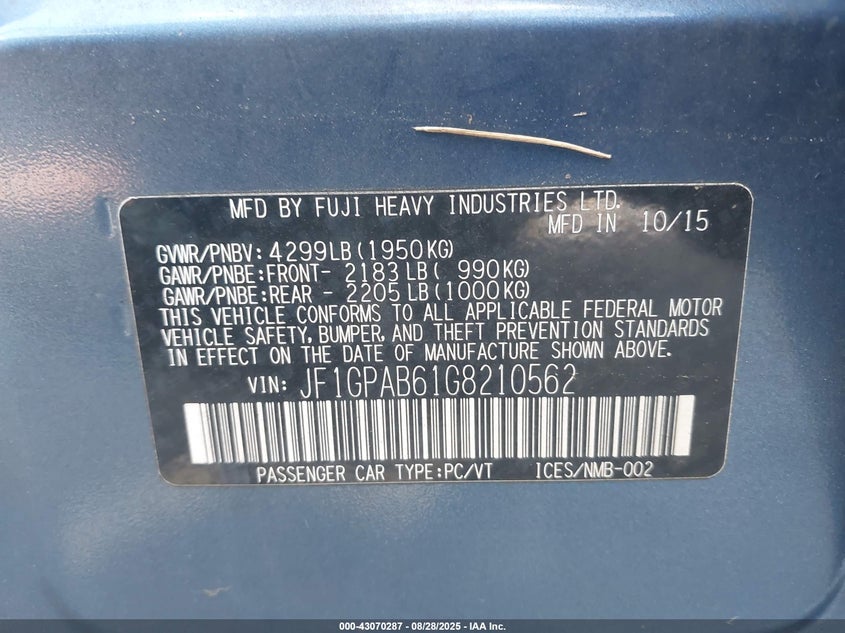 MFD BY FUJI HEAVY INDUSTRIES LTD.
MFD IN 10/15
GVWR/PNBV: 4299LB(1950KG)
GAWR/PNBE:FRONT- 2183LB( 990KG)
GAWR/PNBE:REAR - 2205LB(1000KG)
THIS VEHICLE CONFORMS TO ALL APPLICABLE FEDERAL MOTOR
VEHICLE SAFETY, BUMPER, AND THEFT PREVENTION STANDARDS
IN EFFECT ON THE DATE OF MANUFACTURE SHOWN ABOVE.
VIN: JF1GPAB61G8210562
PASSENGER CAR TYPE:PC/VT ICES/NMB-002
000-43070287 - 08/28/2025 - IAA Inc.